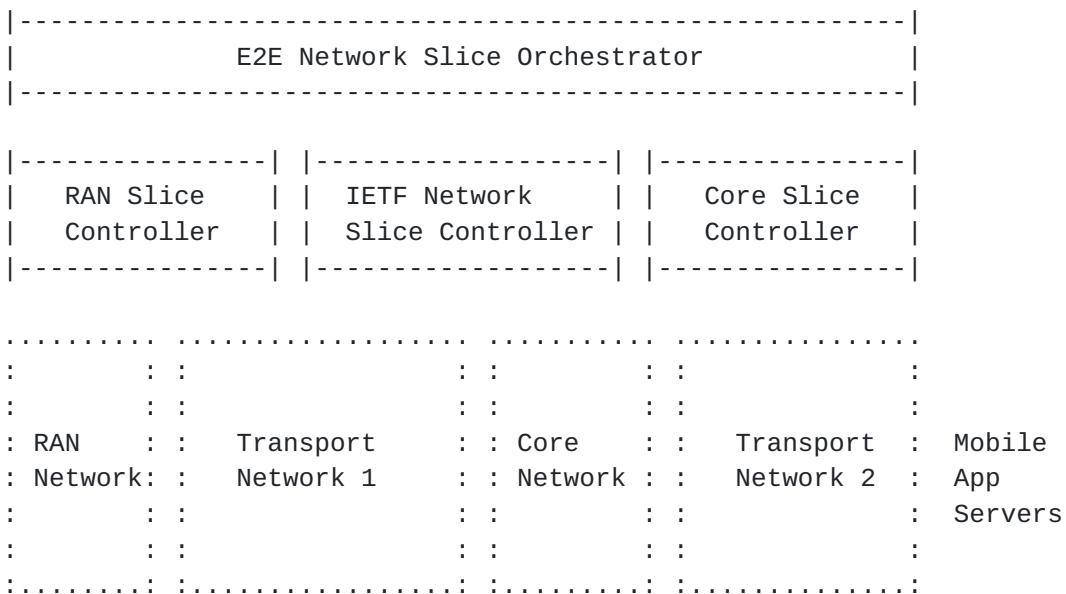 |---------------------------------------------------------|
|              E2E Network Slice Orchestrator             |
|---------------------------------------------------------|

|----------------| |-------------------| |----------------|
|   RAN Slice    | |  IETF Network     | |   Core Slice   |
|   Controller   | |  Slice Controller | |   Controller   |
|----------------| |-------------------| |----------------|

.......... ................... ........... ................
:        : :                 : :         : :              :
:        : :                 : :         : :              :
: RAN    : :   Transport     : : Core    : :   Transport  :  Mobile
: Network: :   Network 1     : : Network : :   Network 2  :  App
:        : :                 : :         : :              :  Servers
:        : :                 : :         : :              :
:........: :.................: :.........: :..............: